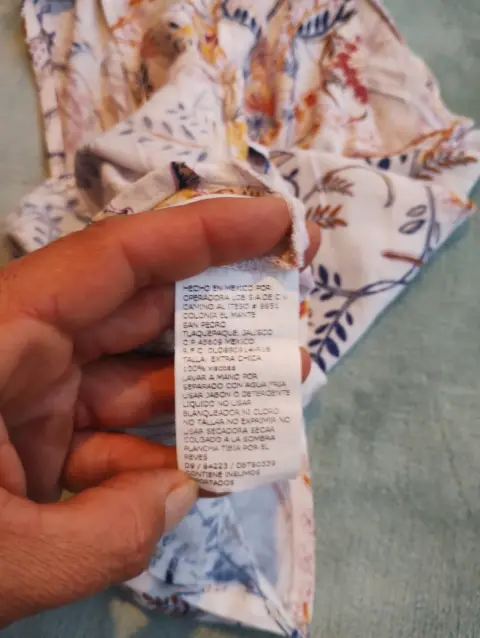 HECHO EN MEXICO POR
OPERADORA LOB S.A.DE C.V
CAMINO AL ITESO # 8851
COLONIA EL MANTE
SAN PEDRO
TLAQUEPAQUE, JALISCO
C.P 45609 MEXICO
R.F.C.
TALLA: EXTRA CHICA
100% viscosa
LAVAR A MANO POR
SEPARADO CON AGUA FRIA
USAR JABON O DETERGENTE
LIQUIDO NO USAR
BLANQUEADOR NI CLORO
NO TALLAR NO EXPRIMIR NO
USAR SECADORA SECAR
COLGADO A LA SOMBRA
PLANCHA TIBIA POR EL
REVES
09 / 64223 /
CONTIENE INSUMOS
PORTADOS